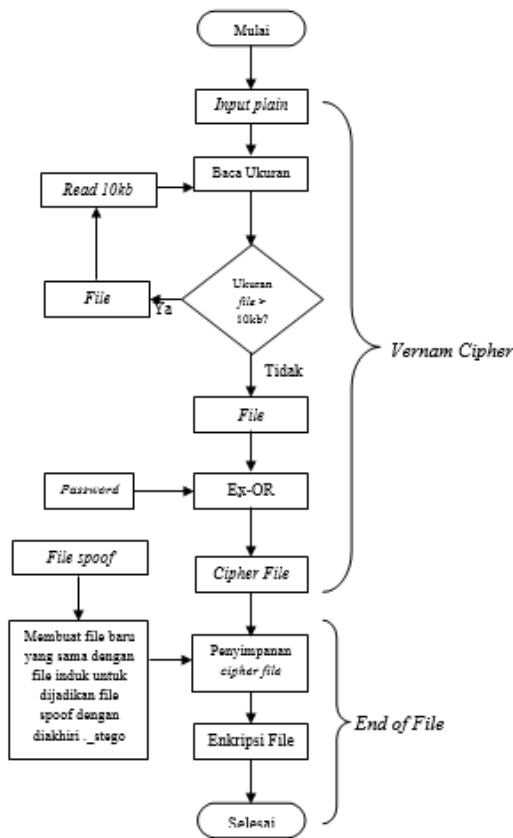 Mulai
Input plain
Baca Ukuran
Read 10kb
Ukuran
file >
10kb?
File
Ya
Vernam Cipher
Tidak
File
Password
Ex-OR
File spoof
Cipher File
Membuat file baru
yang sama dengan
file induk untuk
dijadikan file
spoof dengan
diakhiri ._stego
Penyimpanan
cipher file
End of File
Enkripsi File
Selesai